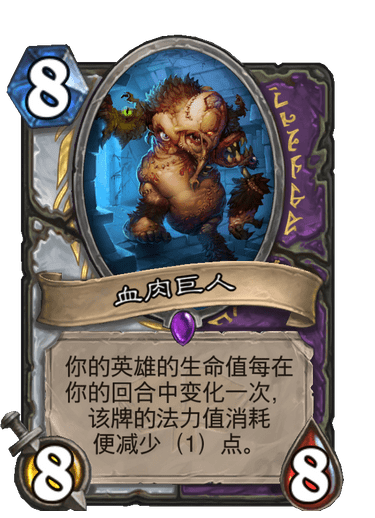 8
血肉巨人
你的英雄的生命值每在
你的回合中变化一次，
该牌的法力值消耗
便减少（1）点。
8
8